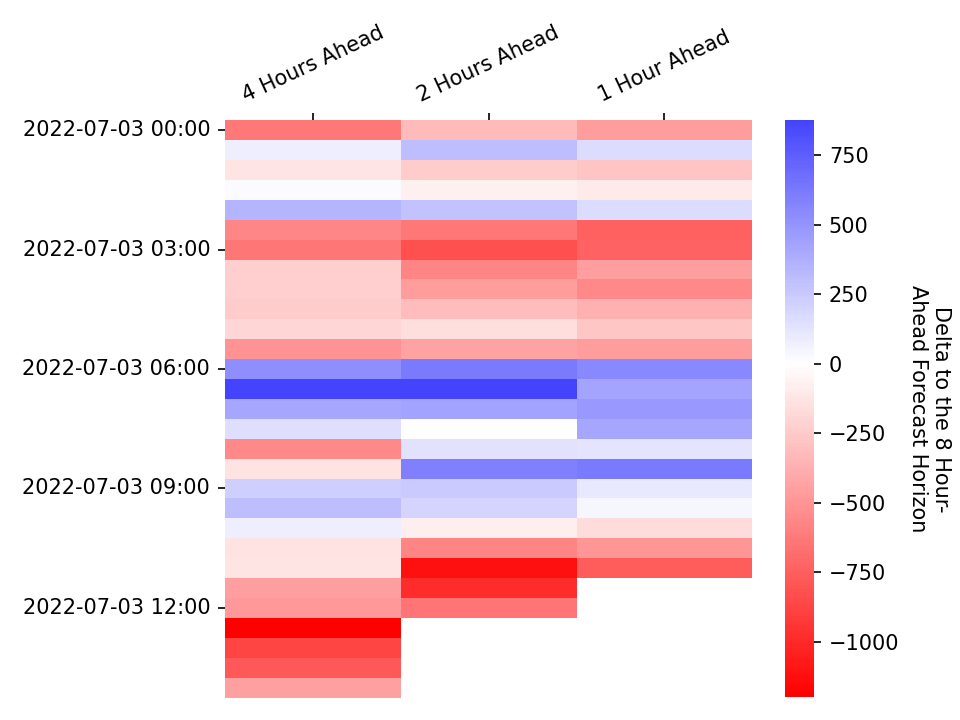 4 Hours Ahead
2 Hours Ahead
1 Hour Ahead
2022-07-03 00:00
2022-07-03 03:00
2022-07-03 06:00
2022-07-03 09:00
2022-07-03 12:00
750
500
250
0
−250
−500
−750
−1000
Delta to the 8 Hour-
Ahead Forecast Horizon